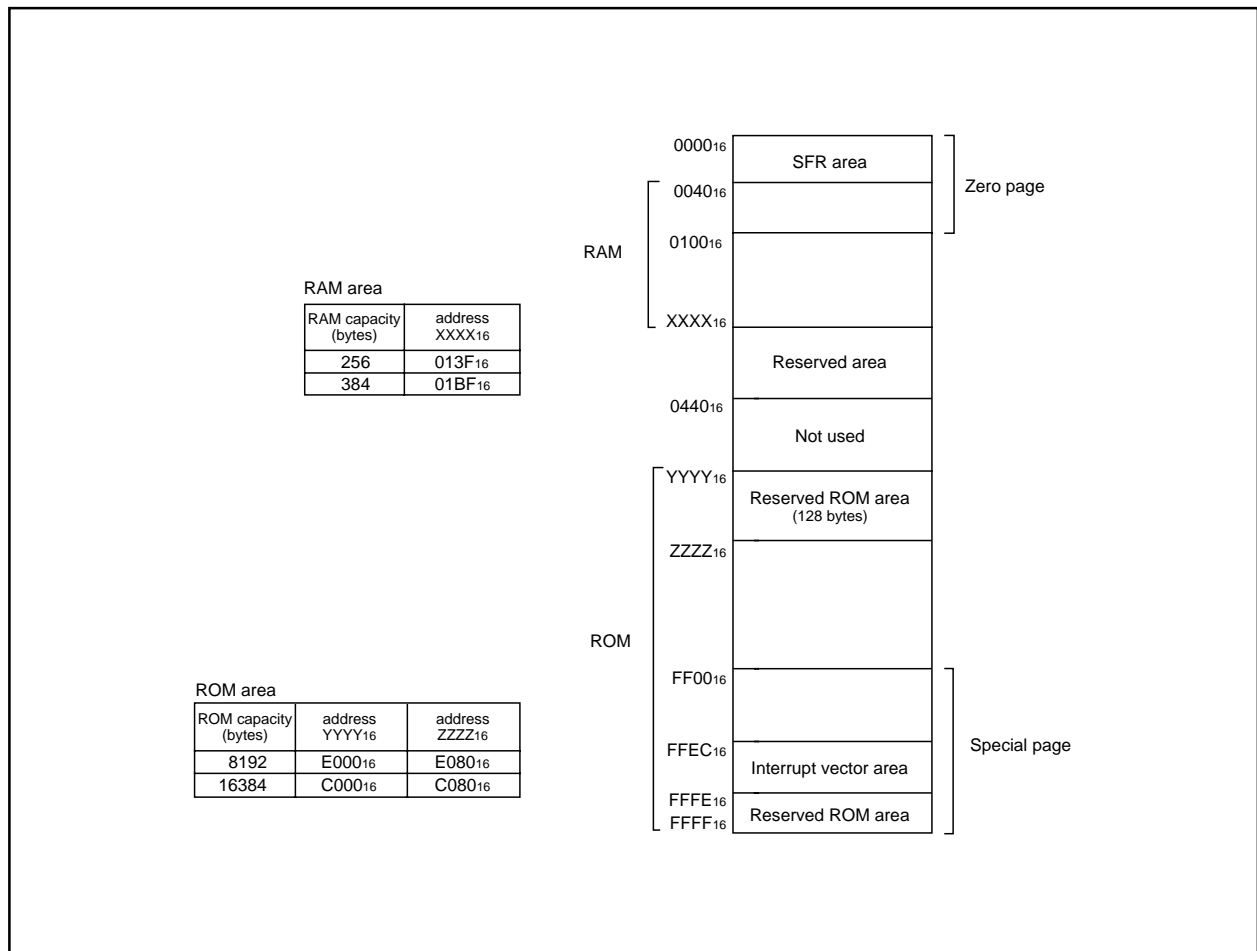 0000₁₆
SFR area
0040₁₆
Zero page
0100₁₆
RAM
XXXX₁₆
Reserved area
0440₁₆
Not used
YYYY₁₆
Reserved ROM area
(128 bytes)
ZZZZ₁₆
ROM
FF00₁₆
FFEC₁₆
Interrupt vector area
Special page
FFFE₁₆
Reserved ROM area
FFFF₁₆
RAM area
RAM capacity (bytes) address XXXX₁₆
256 013F₁₆
384 01BF₁₆
ROM area
ROM capacity (bytes) address YYYY₁₆ address ZZZZ₁₆
8192 E000₁₆ E080₁₆
16384 C000₁₆ C080₁₆